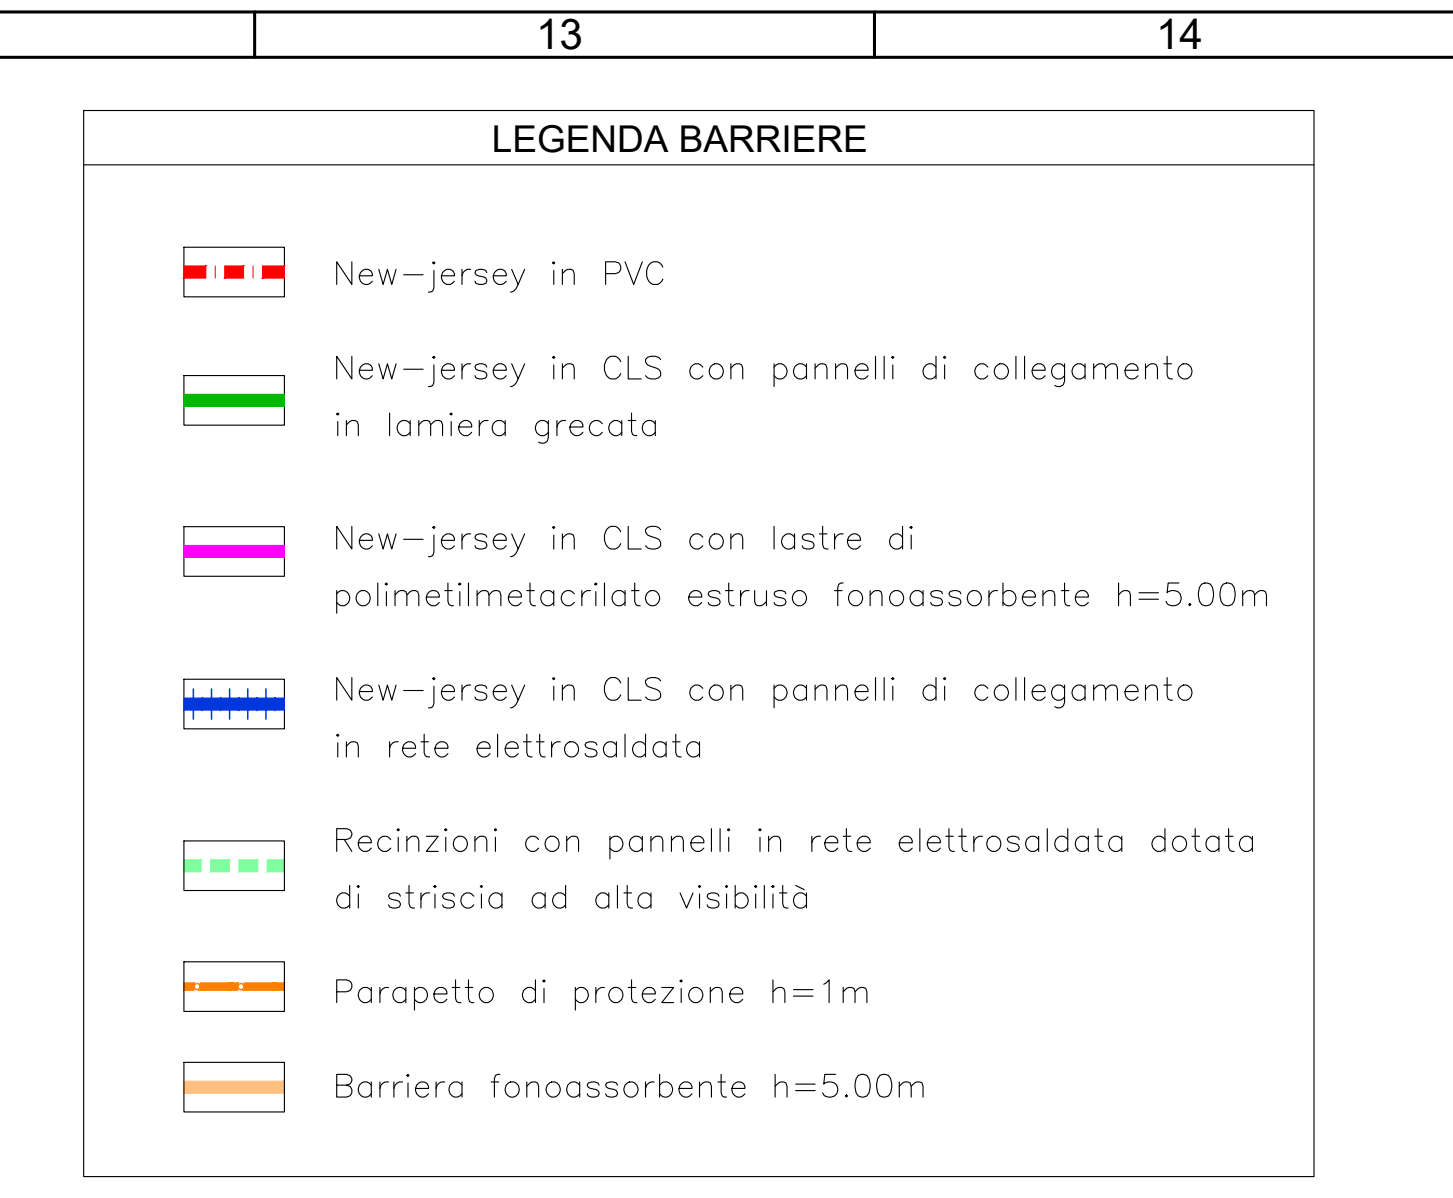 13 14
LEGENDA BARRIERE
New-jersey in PVC
New-jersey in CLS con pannelli di collegamento
in lamiera grecata
New-jersey in CLS con lastre di
polimetilmetacrilato estruso fonoassorbente h=5.00m
New-jersey in CLS con pannelli di collegamento
in rete elettrosaldata
Recinzioni con pannelli in rete elettrosaldata dotata
di striscia ad alta visibilità
Parapetto di protezione h=1m
Barriera fonoassorbente h=5.00m